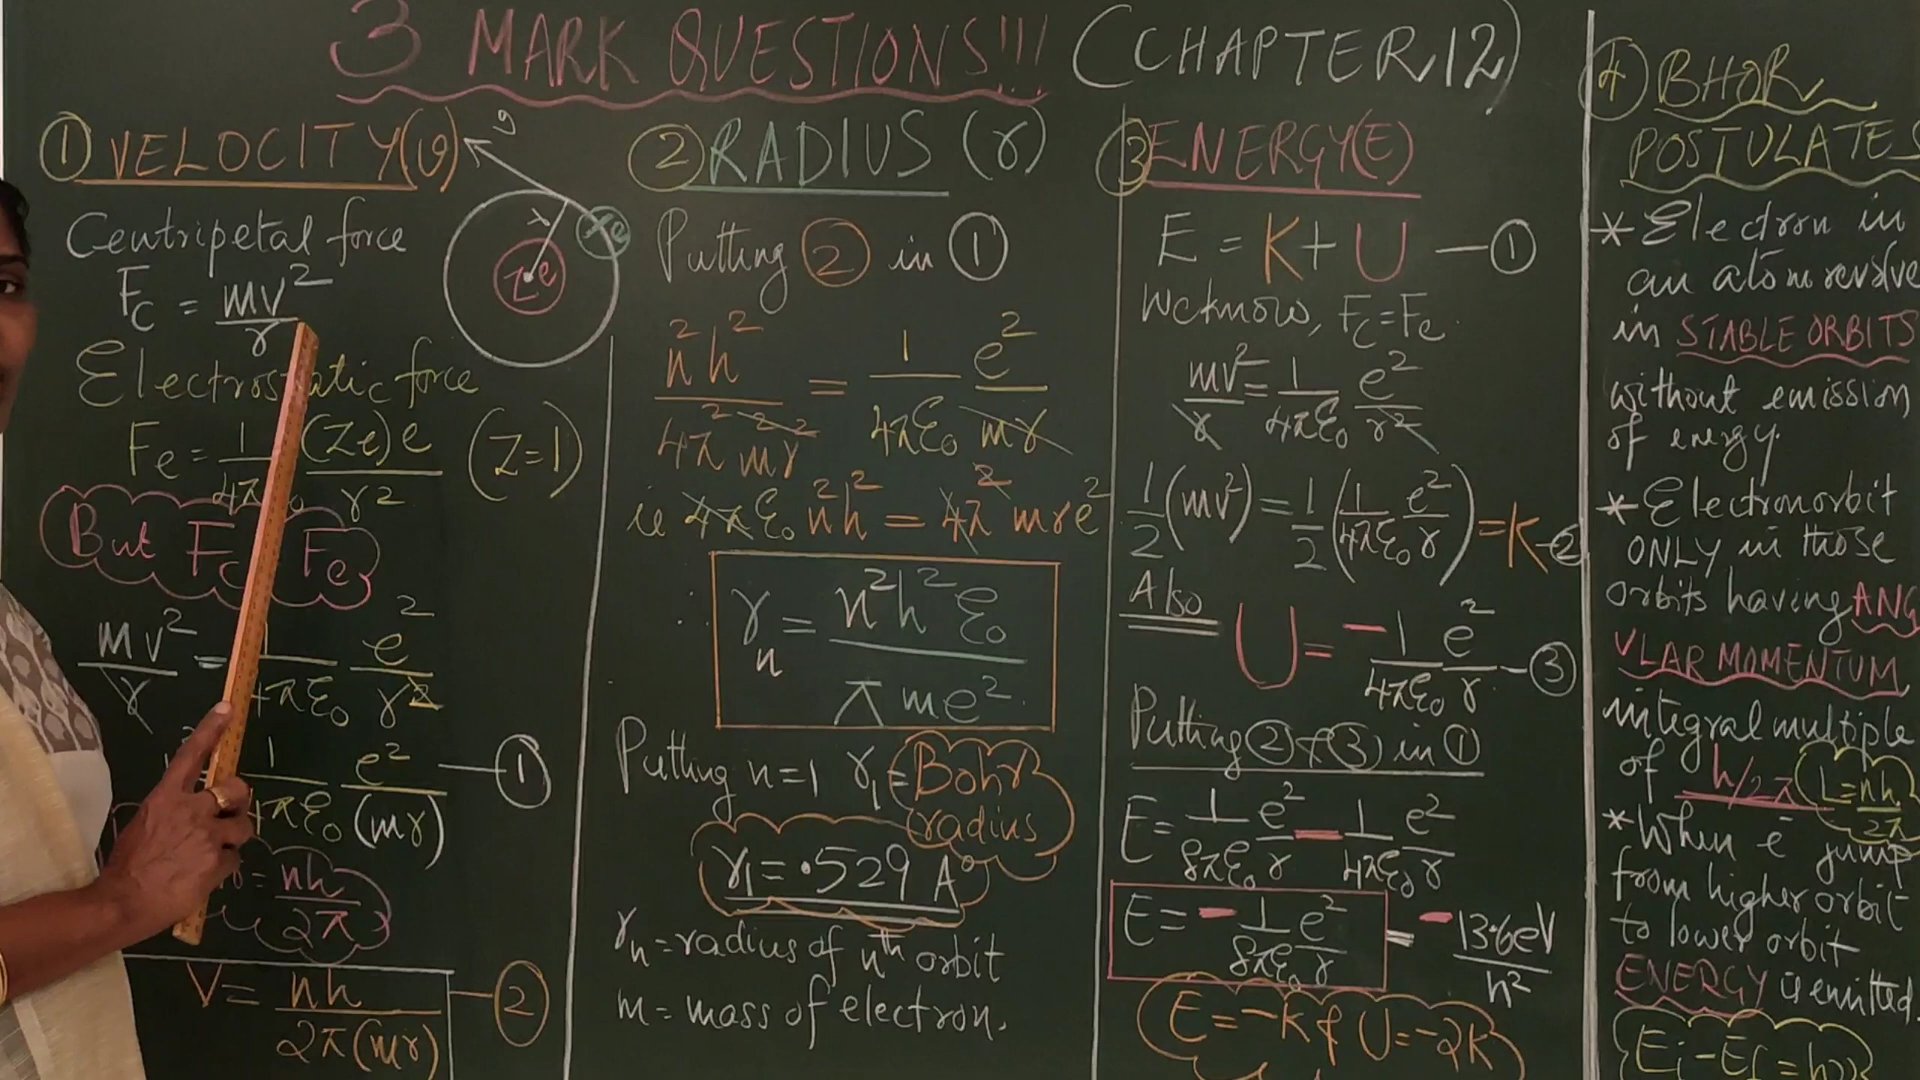 3 MARK QUESTIONS!!! (CHAPTER 12)
① VELOCITY(v)
Ze
Centripetal force
Fc = mv²/r
Electrostatic force
Fe = 1/4πε₀ (Ze)e/r² (Z=1)
But Fc Fe
mv²/r = 1/4πε₀ e²/r²
1/4πε₀ e²/(mr) — ①
= nh/2π
V = nh/2π(mr) — ②
② RADIUS (r)
Putting ② in ①
n²h²/4π²m²r² = 1/4πε₀ e²/mr
ie 4πε₀ n²h² = 4π² mre²
∴ rn = n²h²ε₀/πme²
Putting n=1 r₁ = Bohr
radius
r₁ = .529 A°
rn = radius of nth orbit
m = mass of electron.
③ ENERGY(E)
E = K + U — ①
We know, Fc = Fe.
mv²/r = 1/4πε₀ e²/r²
1/2 (mv²) = 1/2 (1/4πε₀ e²/r) = K — ②
Also
U = -1/4πε₀ e²/r — ③
Putting ② & ③ in ①
E = 1/8πε₀ e²/r - 1/4πε₀ e²/r
E = -1/8πε₀ e²/r = -13.6eV/n²
E = -K & U = -2K
④ BHOR
POSTULATES
* Electron in
an atom revolve
in STABLE ORBITS
without emission
of energy.
* Electron orbit
ONLY in those
orbits having ANG
ULAR MOMENTUM
integral multiple
of h/2π (L = nh/2π
* When e⁻ jump
from higher orbit
to lower orbit
ENERGY is emitted.
Ei - Ef = hν